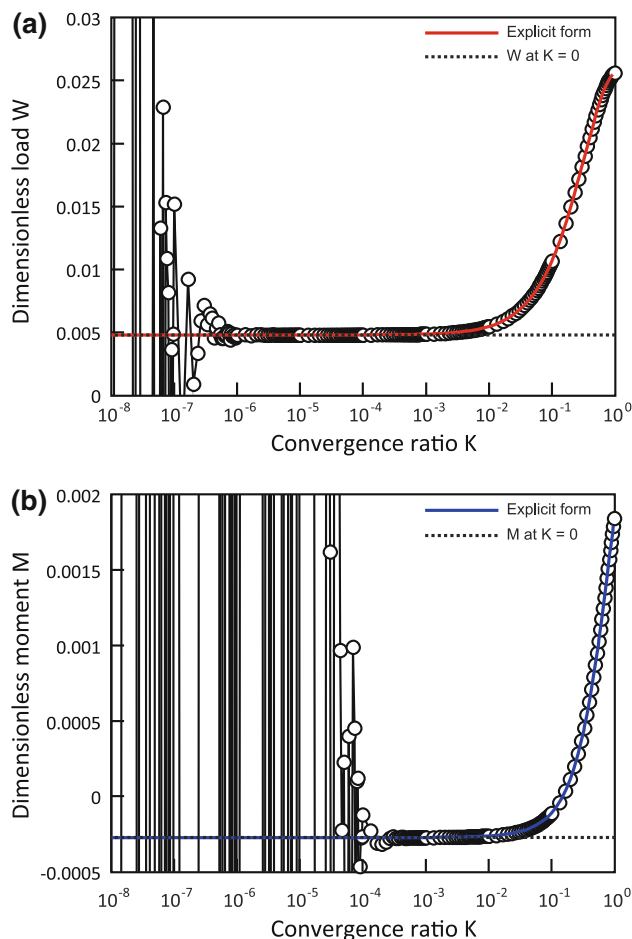 (a)
0.03
0.025
0.02
0.015
0.01
0.005
0
Dimensionless load W
Explicit form
W at K = 0
10⁻⁸ 10⁻⁷ 10⁻⁶ 10⁻⁵ 10⁻⁴ 10⁻³ 10⁻² 10⁻¹ 10⁰
Convergence ratio K
(b)
0.002
0.0015
0.001
0.0005
0
-0.0005
Dimensionless moment M
Explicit form
M at K = 0
10⁻⁸ 10⁻⁷ 10⁻⁶ 10⁻⁵ 10⁻⁴ 10⁻³ 10⁻² 10⁻¹ 10⁰
Convergence ratio K